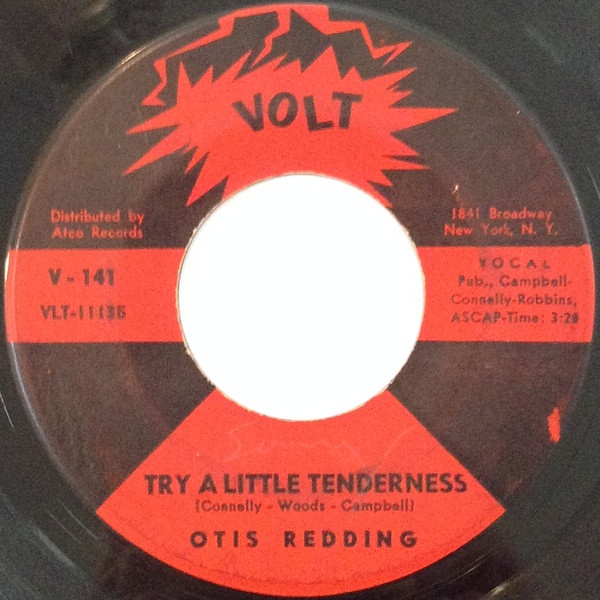 VOLT
Distributed by
Atco Records
1841 Broadway
New York, N. Y.
V-141
VLT-11135
VOCAL
Pub., Campbell-
Connelly-Robbins,
ASCAP-Time: 3:20
TRY A LITTLE TENDERNESS
(Connelly - Woods - Campbell)
OTIS REDDING